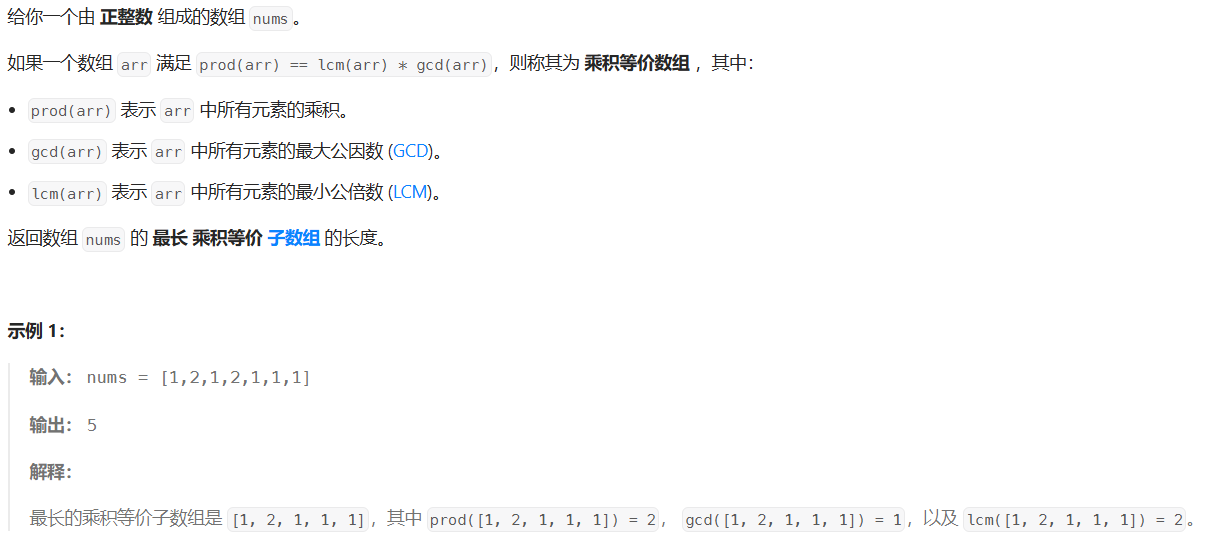 给你一个由 正整数 组成的数组 nums。
如果一个数组 arr 满足 prod(arr) == lcm(arr) * gcd(arr)，则称其为 乘积等价数组 ，其中：
• prod(arr) 表示 arr 中所有元素的乘积。
• gcd(arr) 表示 arr 中所有元素的最大公因数 (GCD)。
• lcm(arr) 表示 arr 中所有元素的最小公倍数 (LCM)。
返回数组 nums 的 最长 乘积等价 子数组 的长度。
示例 1：
输入： nums = [1,2,1,2,1,1,1]
输出： 5
解释：
最长的乘积等价子数组是 [1, 2, 1, 1, 1]，其中 prod([1, 2, 1, 1, 1]) = 2， gcd([1, 2, 1, 1, 1]) = 1，以及 lcm([1, 2, 1, 1, 1]) = 2。